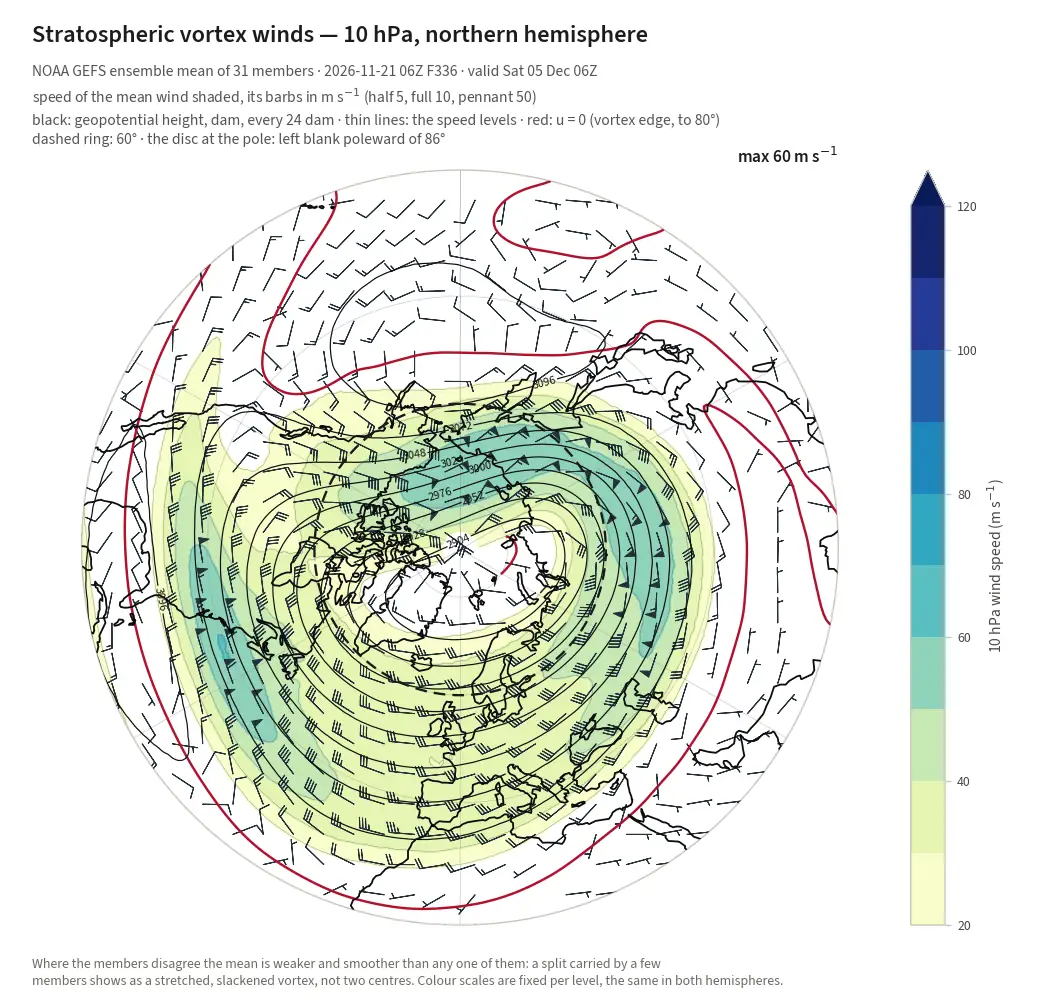 Stratospheric vortex winds — 10 hPa, northern hemisphere
NOAA GEFS ensemble mean of 31 members · 2026-11-21 06Z F336 · valid Sat 05 Dec 06Z
speed of the mean wind shaded, its barbs in m s⁻¹ (half 5, full 10, pennant 50)
black: geopotential height, dam, every 24 dam · thin lines: the speed levels · red: u = 0 (vortex edge, to 80°)
dashed ring: 60° · the disc at the pole: left blank poleward of 86°
max 60 m s⁻¹
120
100
80
60
40
20
10 hPa wind speed (m s⁻¹)
3096
3048
3000
2976
2904
3096
Where the members disagree the mean is weaker and smoother than any one of them: a split carried by a few
members shows as a stretched, slackened vortex, not two centres. Colour scales are fixed per level, the same in both hemispheres.